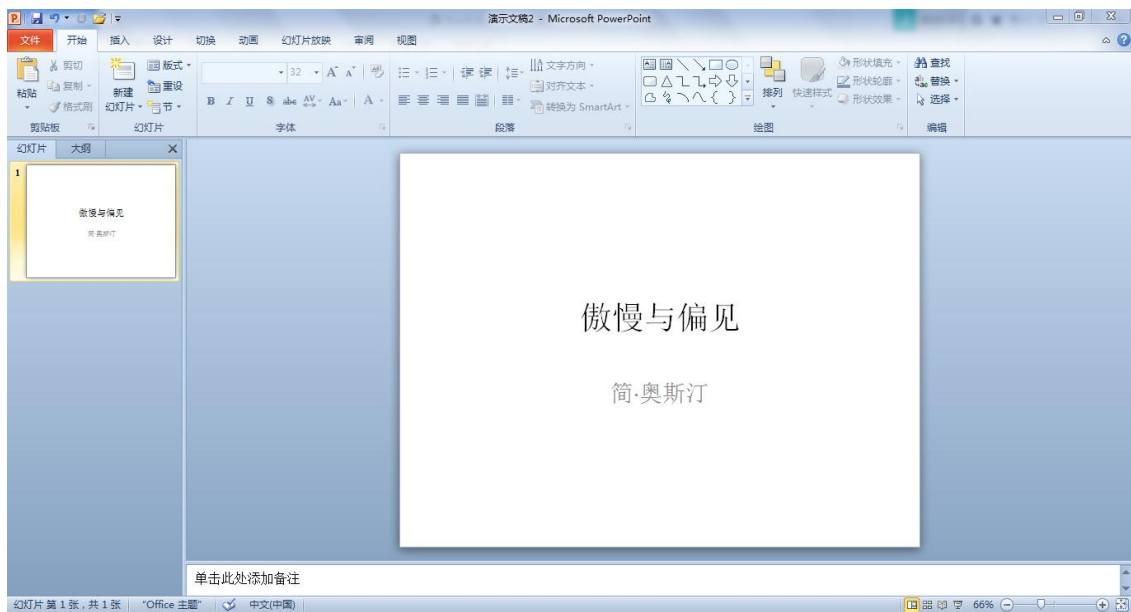 演示文稿2 - Microsoft PowerPoint
文件 开始 插入 设计 切换 动画 幻灯片放映 审阅 视图
剪切 版式 32 文字方向 形状填充 查找
粘贴 复制 新建 重设 对齐文本 排列 快速样式 形状轮廓 替换
格式刷 幻灯片 节 B I U S abc AV Aa A 转换为 SmartArt 形状效果 选择
剪贴板 幻灯片 字体 段落 绘图 编辑
幻灯片 大纲
1
傲慢与偏见
简·奥斯汀
傲慢与偏见
简·奥斯汀
单击此处添加备注
幻灯片 第 1 张，共 1 张 "Office 主题" 中文(中国) 66%